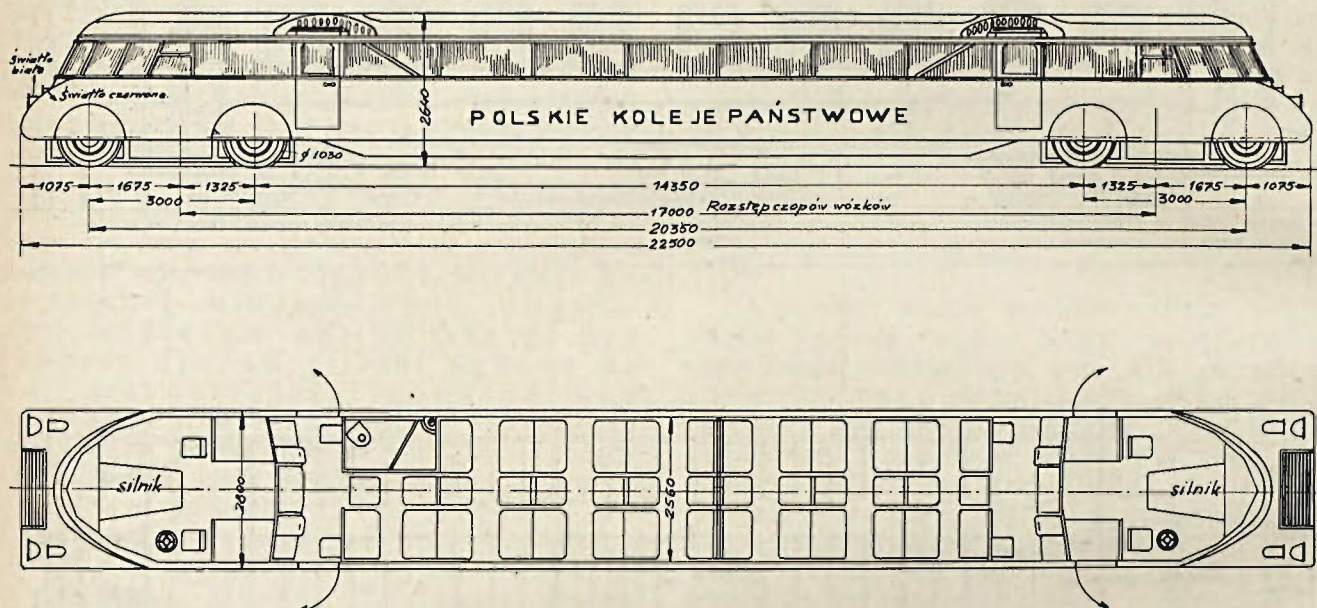 Światło
białe
Światło czerwone
2640
POLSKIE KOLEJE PAŃSTWOWE
ϕ 1030
1075 1675 1325 14350 1325 1675 1075
3000 3000
17000 Rozstęp czopów wózków
20350
22500
silnik 2800 2560 silnik